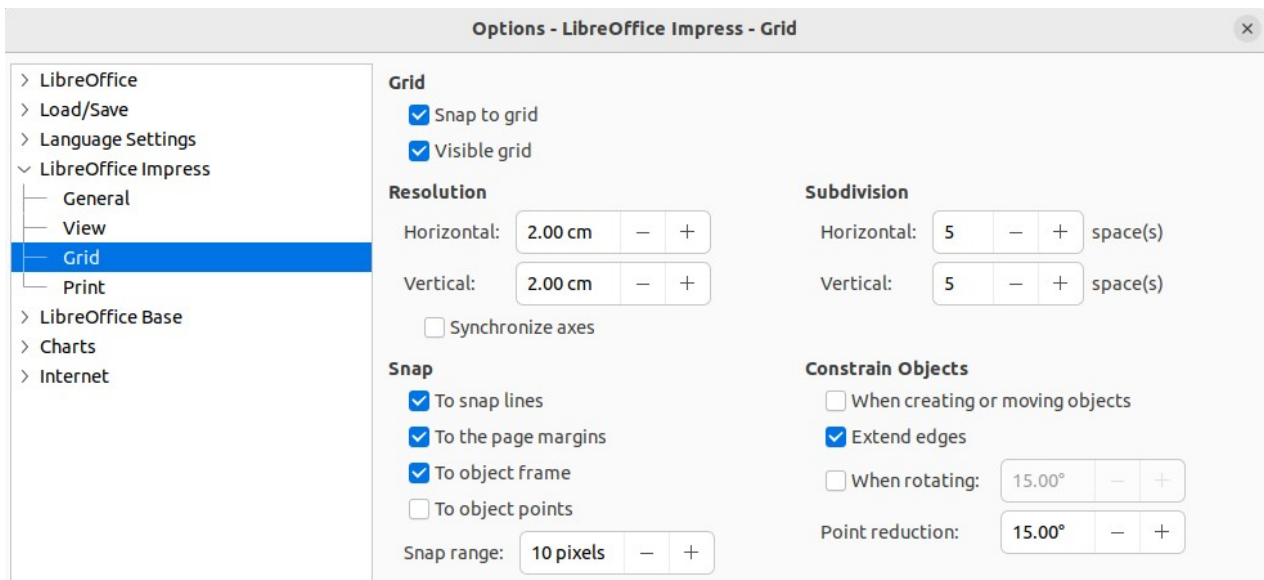 Options - LibreOffice Impress - Grid
LibreOffice
Load/Save
Language Settings
LibreOffice Impress
General
View
Grid
Print
LibreOffice Base
Charts
Internet
Grid
Snap to grid
Visible grid
Resolution
Horizontal: 2.00 cm
Vertical: 2.00 cm
Synchronize axes
Subdivision
Horizontal: 5 space(s)
Vertical: 5 space(s)
Snap
To snap lines
To the page margins
To object frame
To object points
Snap range: 10 pixels
Constrain Objects
When creating or moving objects
Extend edges
When rotating: 15.00°
Point reduction: 15.00°